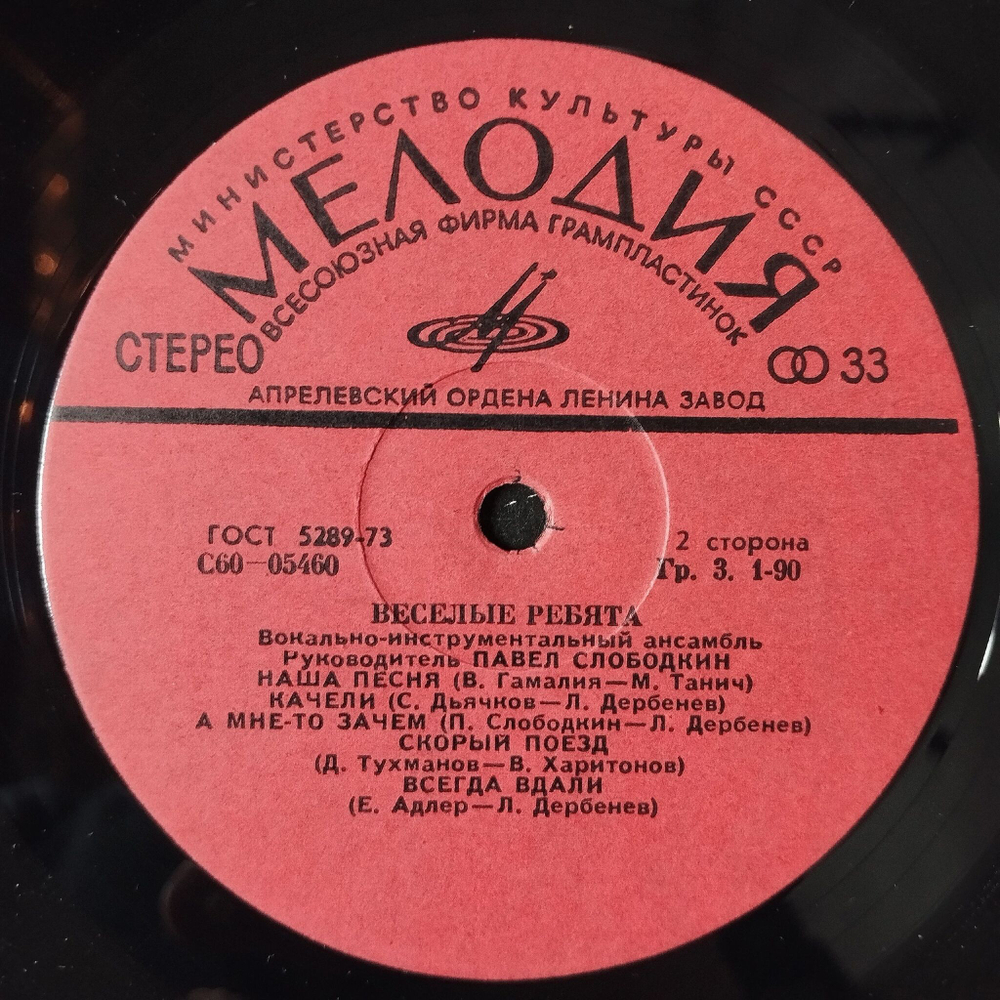 МИНИСТЕРСТВО КУЛЬТУРЫ СССР
МЕЛОДИЯ
ВСЕСОЮЗНАЯ ФИРМА ГРАМПЛАСТИНОК
СТЕРЕО
33
АПРЕЛЕВСКИЙ ОРДЕНА ЛЕНИНА ЗАВОД
ГОСТ 5289-73
2 сторона
С60—05460
Гр. 3. 1-90
ВЕСЕЛЫЕ РЕБЯТА
Вокально-инструментальный ансамбль
Руководитель ПАВЕЛ СЛОБОДКИН
НАША ПЕСНЯ (В. Гамалия—М. Танич)
КАЧЕЛИ (С. Дьячков—Л. Дербенев)
А МНЕ-ТО ЗАЧЕМ (П. Слободкин—Л. Дербенев)
СКОРЫЙ ПОЕЗД
(Д. Тухманов—В. Харитонов)
ВСЕГДА ВДАЛИ
(Е. Адлер—Л. Дербенев)